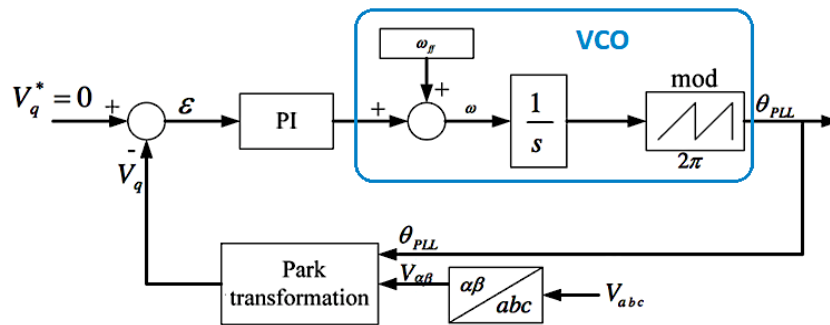 VCO
ω_ff
mod
V_q^* = 0
+
ε
PI
+
+
ω
1/s
2π
θ_PLL
-
V_q
θ_PLL
Park
transformation
V_αβ
αβ
abc
V_abc